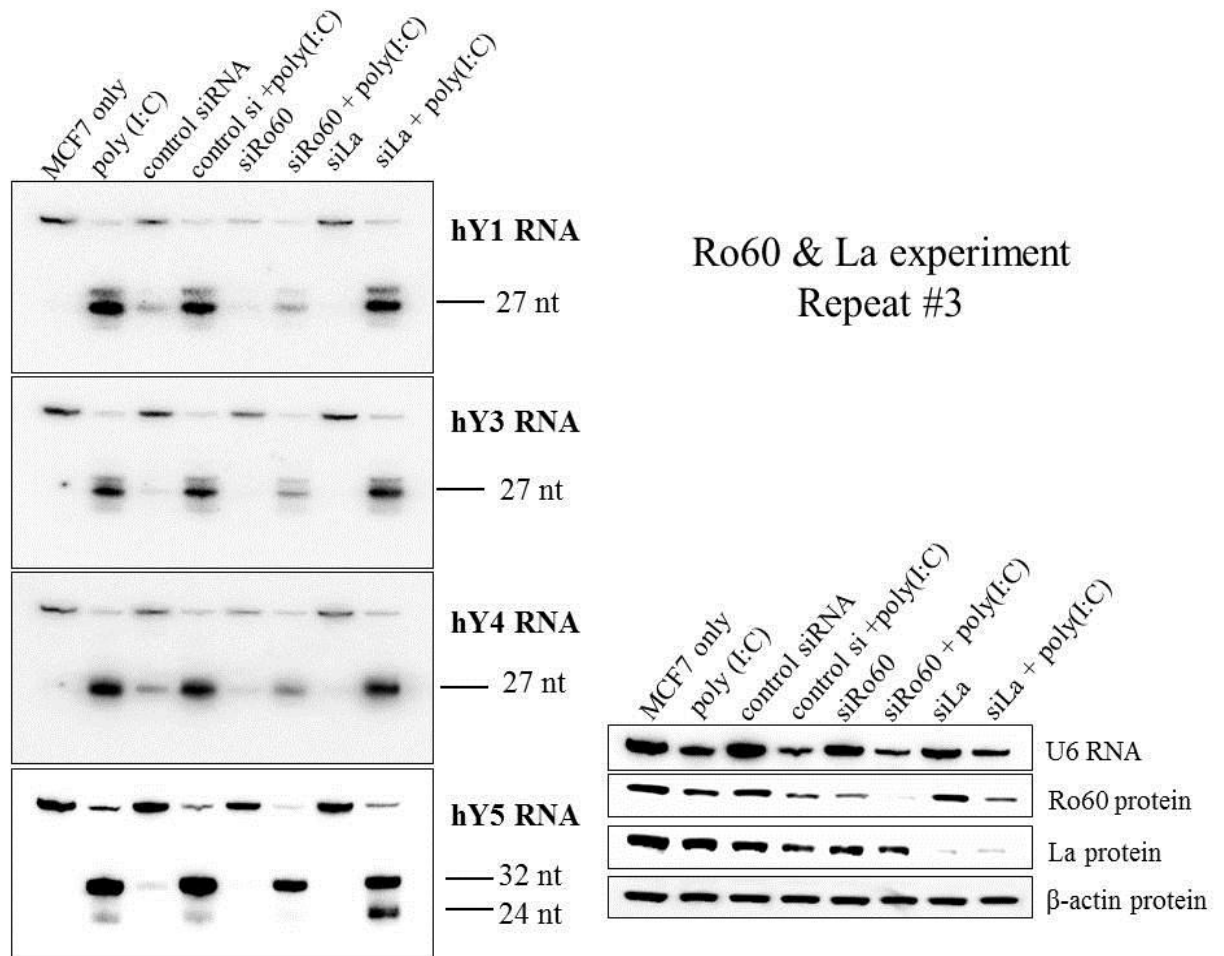 MCF7 only
poly (I:C)
control siRNA
control si +poly(I:C)
siRo60
siRo60 + poly(I:C)
siLa
siLa + poly(I:C)
hY1 RNA
27 nt
hY3 RNA
27 nt
hY4 RNA
27 nt
hY5 RNA
32 nt
24 nt
Ro60 & La experiment
Repeat #3
MCF7 only
poly (I:C)
control siRNA
control si +poly(I:C)
siRo60
siRo60 + poly(I:C)
siLa
siLa + poly(I:C)
U6 RNA
Ro60 protein
La protein
β-actin protein